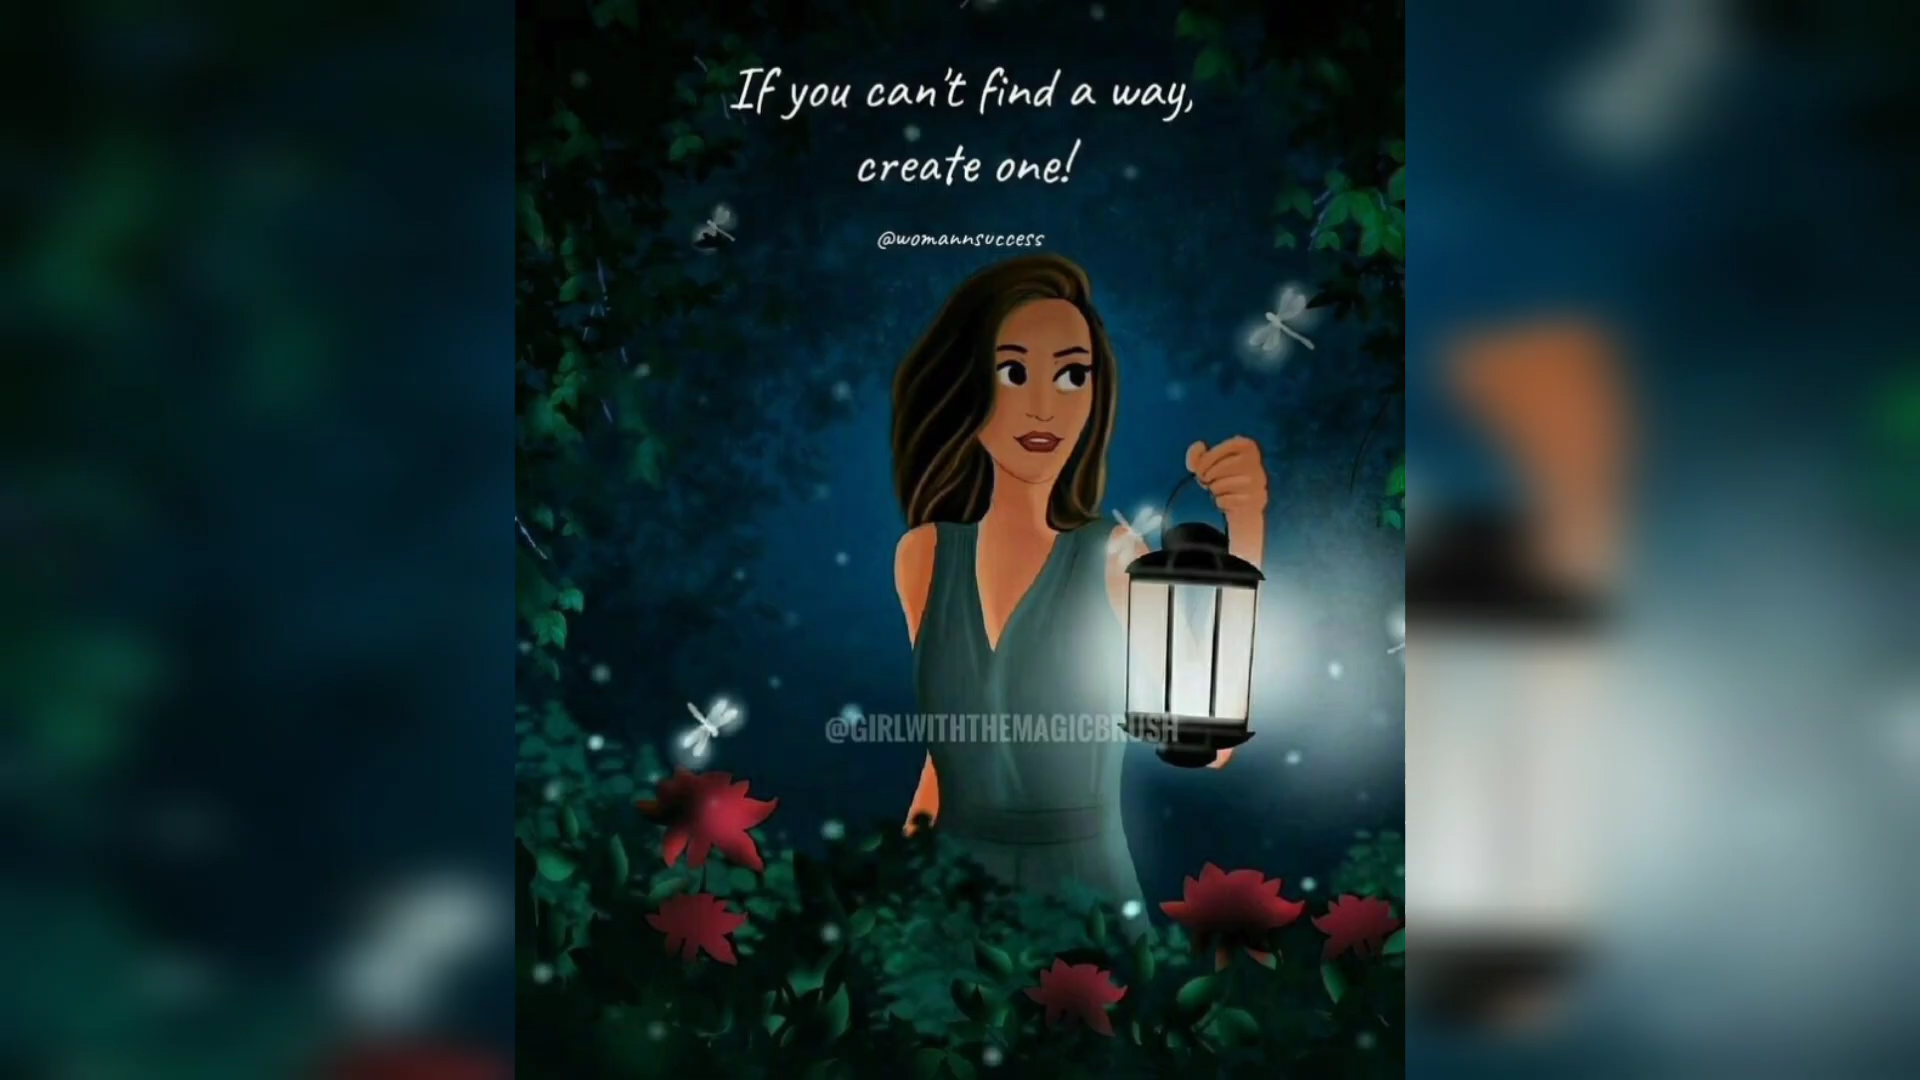 If you can't find a way,
create one!
@womannsuccess
@GIRLWITHTHEMAGICBRUSH